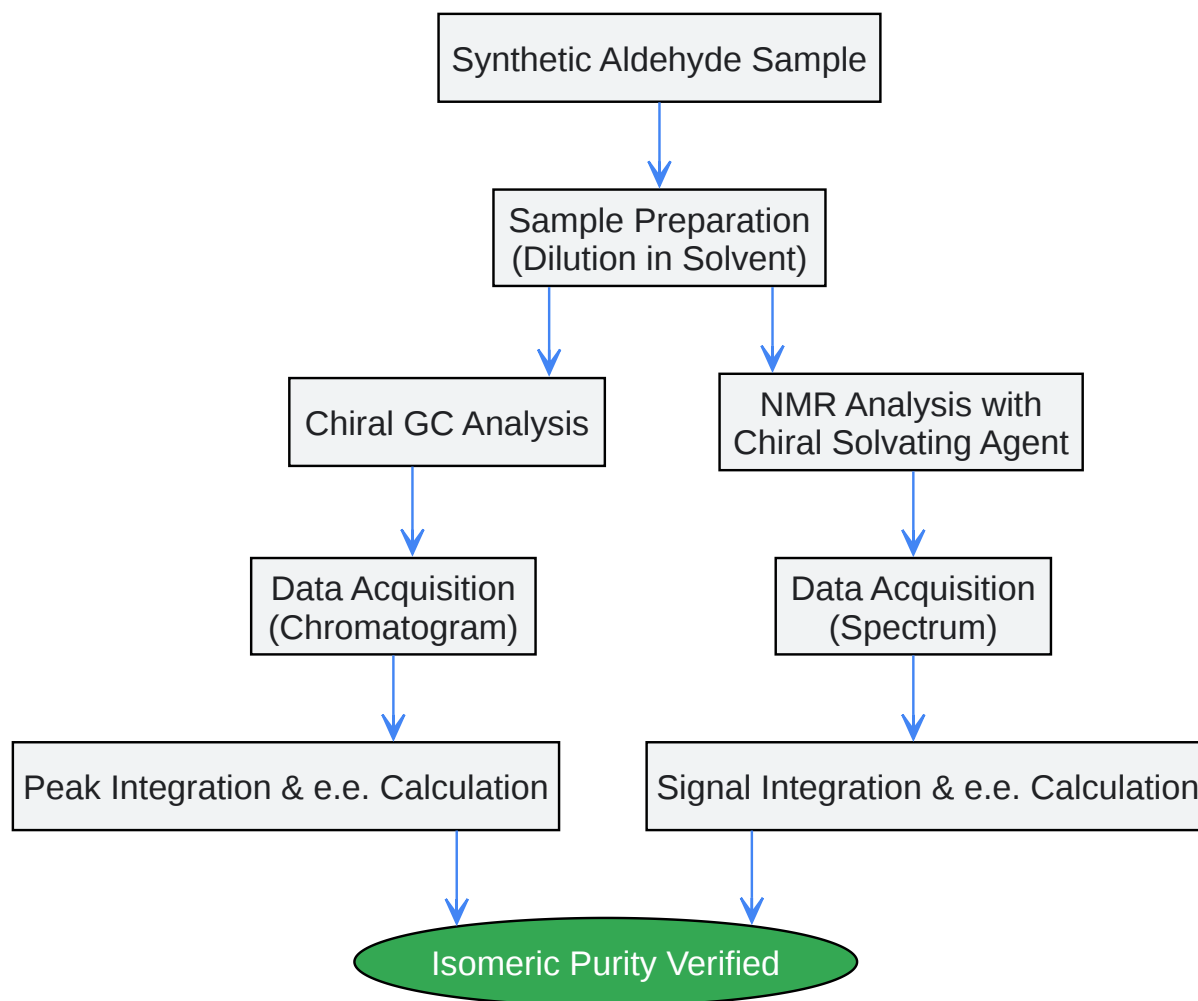 Synthetic Aldehyde Sample
Sample Preparation
(Dilution in Solvent)
Chiral GC Analysis
NMR Analysis with
Chiral Solvating Agent
Data Acquisition
(Chromatogram)
Data Acquisition
(Spectrum)
Peak Integration & e.e. Calculation
Signal Integration & e.e. Calculation
Isomeric Purity Verified